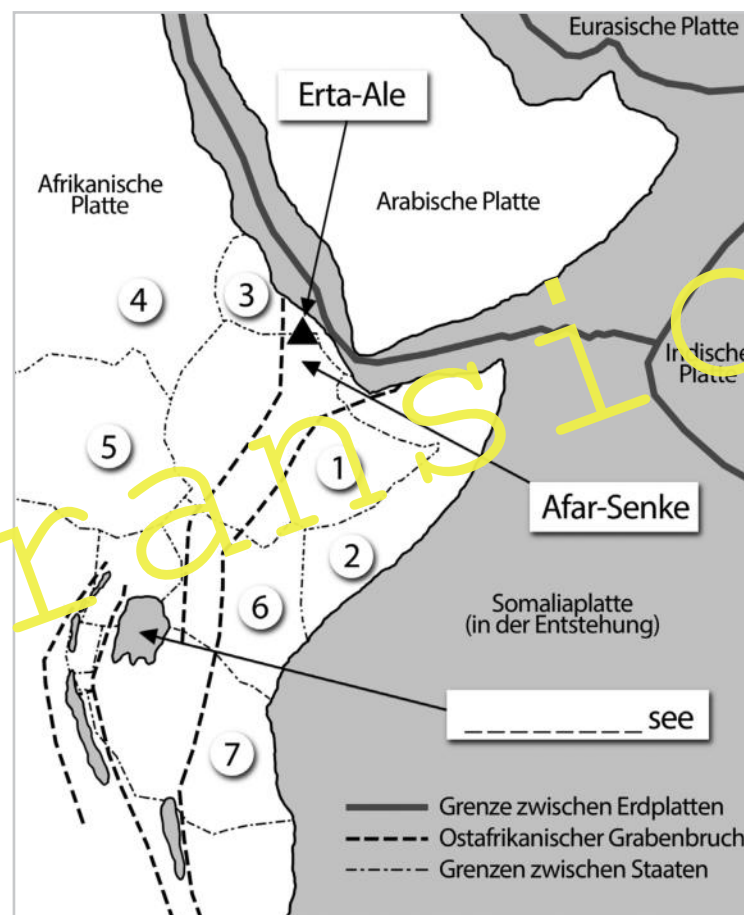 Eurasische Platte
Erta-Ale
Afrikanische
Platte
Arabische Platte
3
4
Indische
Platte
5
1
Afar-Senke
2
6
Somaliaplatte
(in der Entstehung)
_ _ _ _ _ _ _ _ see
7
Grenze zwischen Erdplatten
Ostafrikanischer Grabenbruch
Grenzen zwischen Staaten
ransio